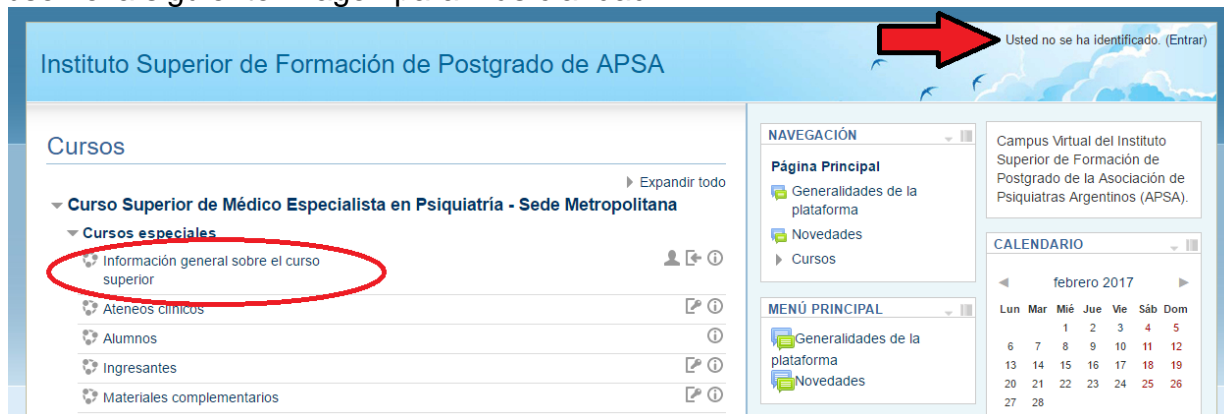 Usted no se ha identificado. (Entrar)
Instituto Superior de Formación de Postgrado de APSA
Cursos
Expandir todo
Curso Superior de Médico Especialista en Psiquiatría - Sede Metropolitana
Cursos especiales
Información general sobre el curso
superior
Ateneos clínicos
Alumnos
Ingresantes
Materiales complementarios
NAVEGACIÓN
Página Principal
Generalidades de la
plataforma
Novedades
Cursos
MENÚ PRINCIPAL
Generalidades de la
plataforma
Novedades
Campus Virtual del Instituto
Superior de Formación de
Postgrado de la Asociación de
Psiquiatras Argentinos (APSA).
CALENDARIO
febrero 2017
Lun Mar Mié Jue Vie Sáb Dom
1 2 3 4 5
6 7 8 9 10 11 12
13 14 15 16 17 18 19
20 21 22 23 24 25 26
27 28